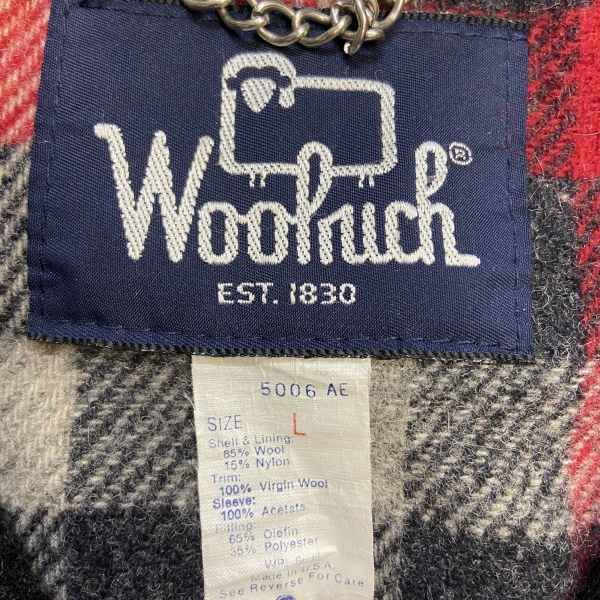 Woolrich®
EST. 1830
5006 AE
SIZE L
Shell & Lining:
85% Wool
15% Nylon
Trim:
100% Virgin Wool
Sleeve:
100% Acetate
Filling:
65% Olefin
35% Polyester
WPL
Made in U.S.A
See Reverse For Care